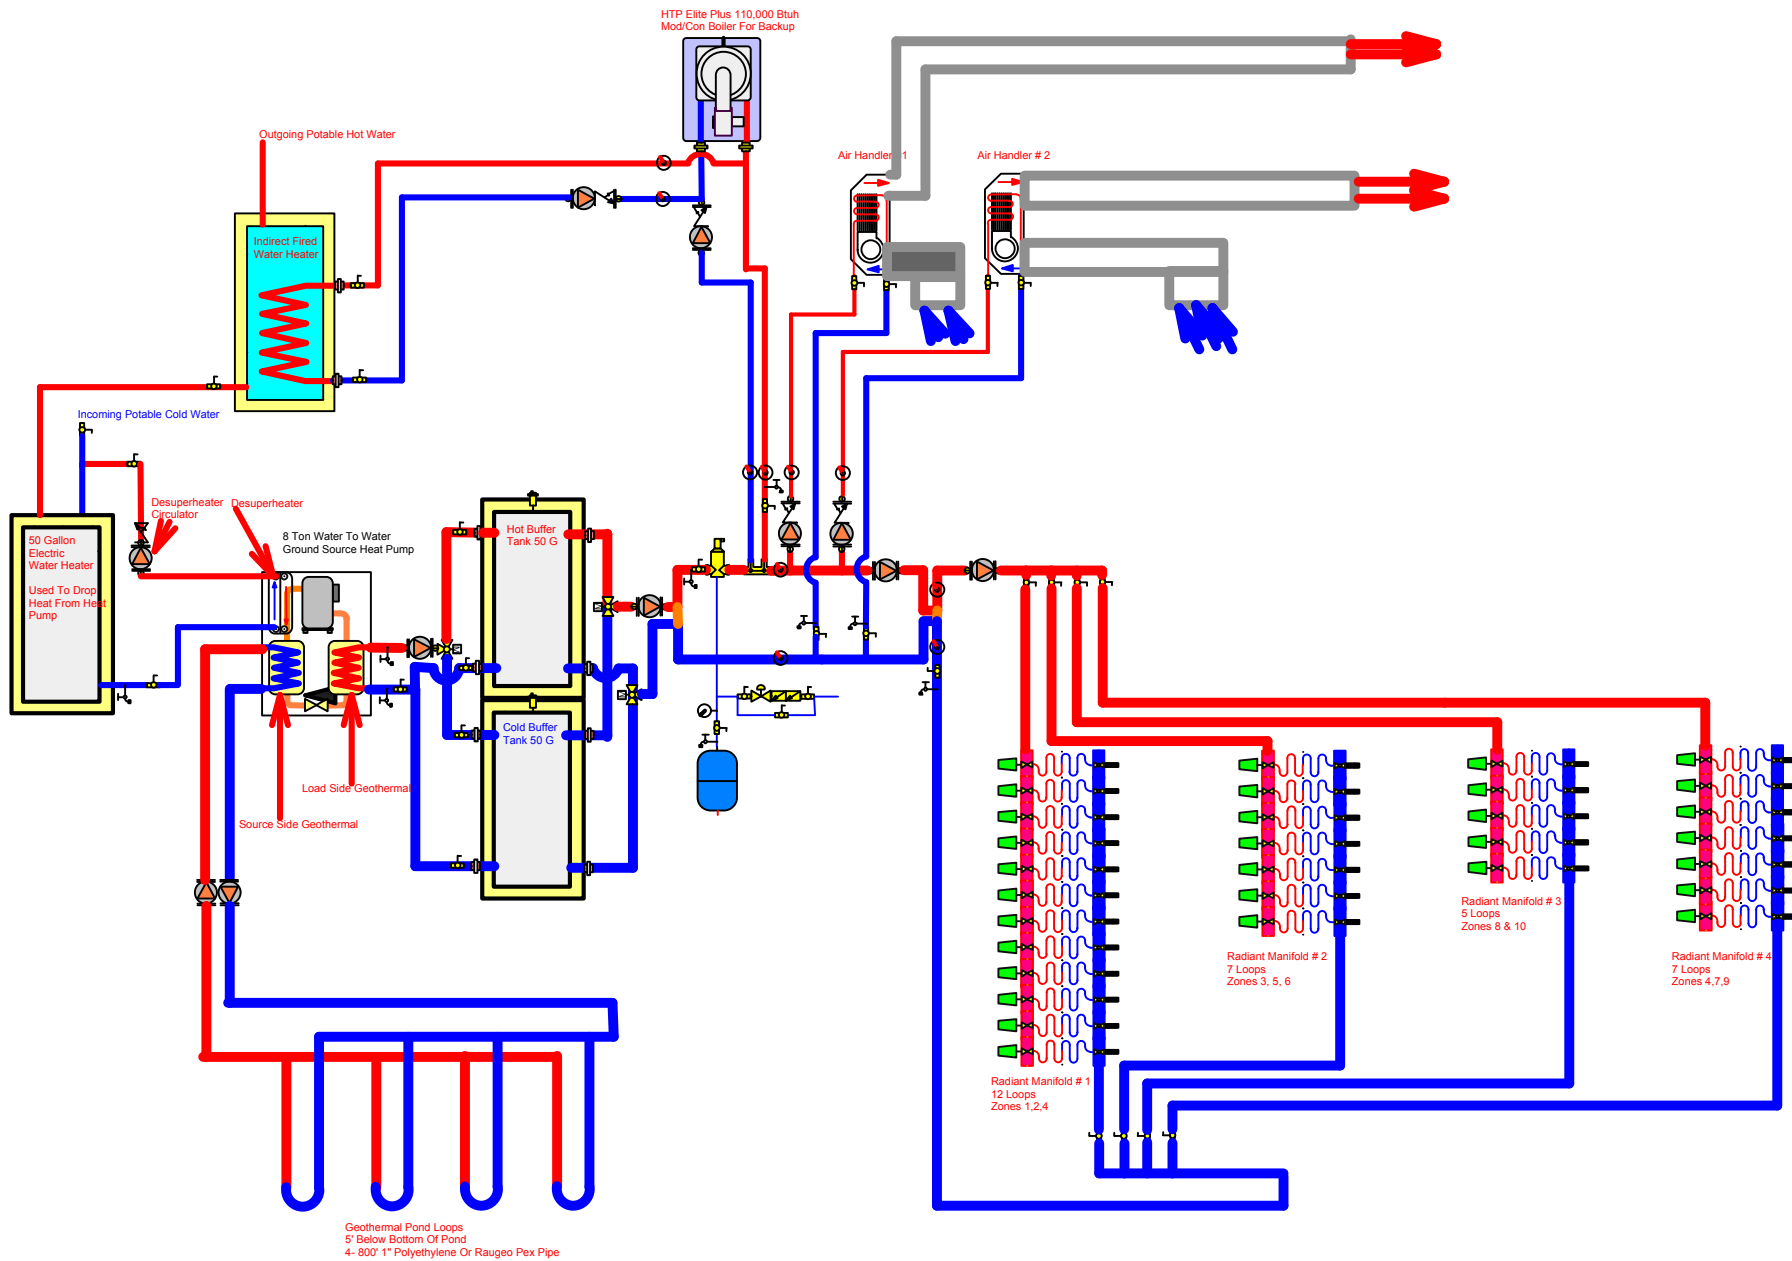 HTP Elite Plus 110,000 Btuh
Mod/Con Boiler For Backup
Outgoing Potable Hot Water
Air Handler # 1
Air Handler # 2
Indirect Fired
Water Heater
Incoming Potable Cold Water
Desuperheater
Circulator
Desuperheater
8 Ton Water To Water
Ground Source Heat Pump
50 Gallon
Electric
Water Heater
Used To Drop
Heat From Heat
Pump
Hot Buffer
Tank 50 G
Cold Buffer
Tank 50 G
Load Side Geothermal
Source Side Geothermal
Radiant Manifold # 1
12 Loops
Zones 1,2,4
Radiant Manifold # 2
7 Loops
Zones 3, 5, 6
Radiant Manifold # 3
5 Loops
Zones 8 & 10
Radiant Manifold # 4
7 Loops
Zones 4,7,9
Geothermal Pond Loops
5' Below Bottom Of Pond
4- 800' 1" Polyethylene Or Raugeo Pex Pipe